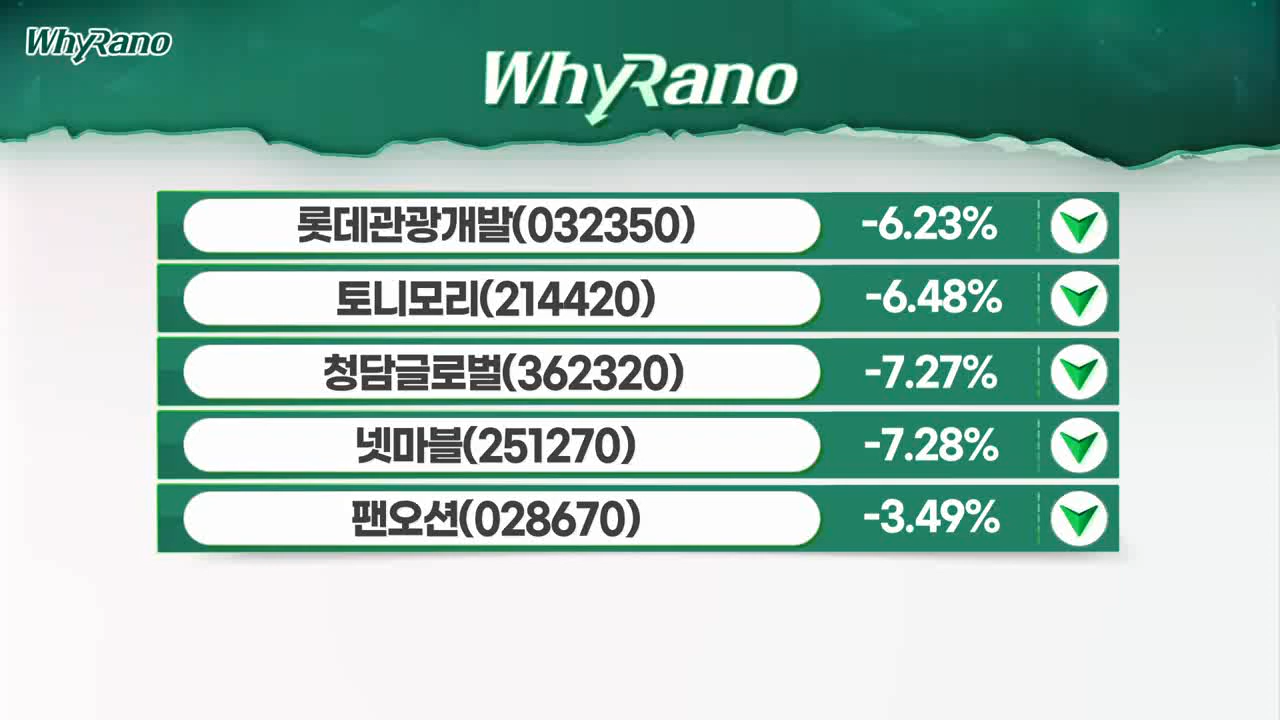 WhyRano
WhyRano
롯데관광개발(032350) -6.23%
토니모리(214420) -6.48%
청담글로벌(362320) -7.27%
넷마블(251270) -7.28%
팬오션(028670) -3.49%